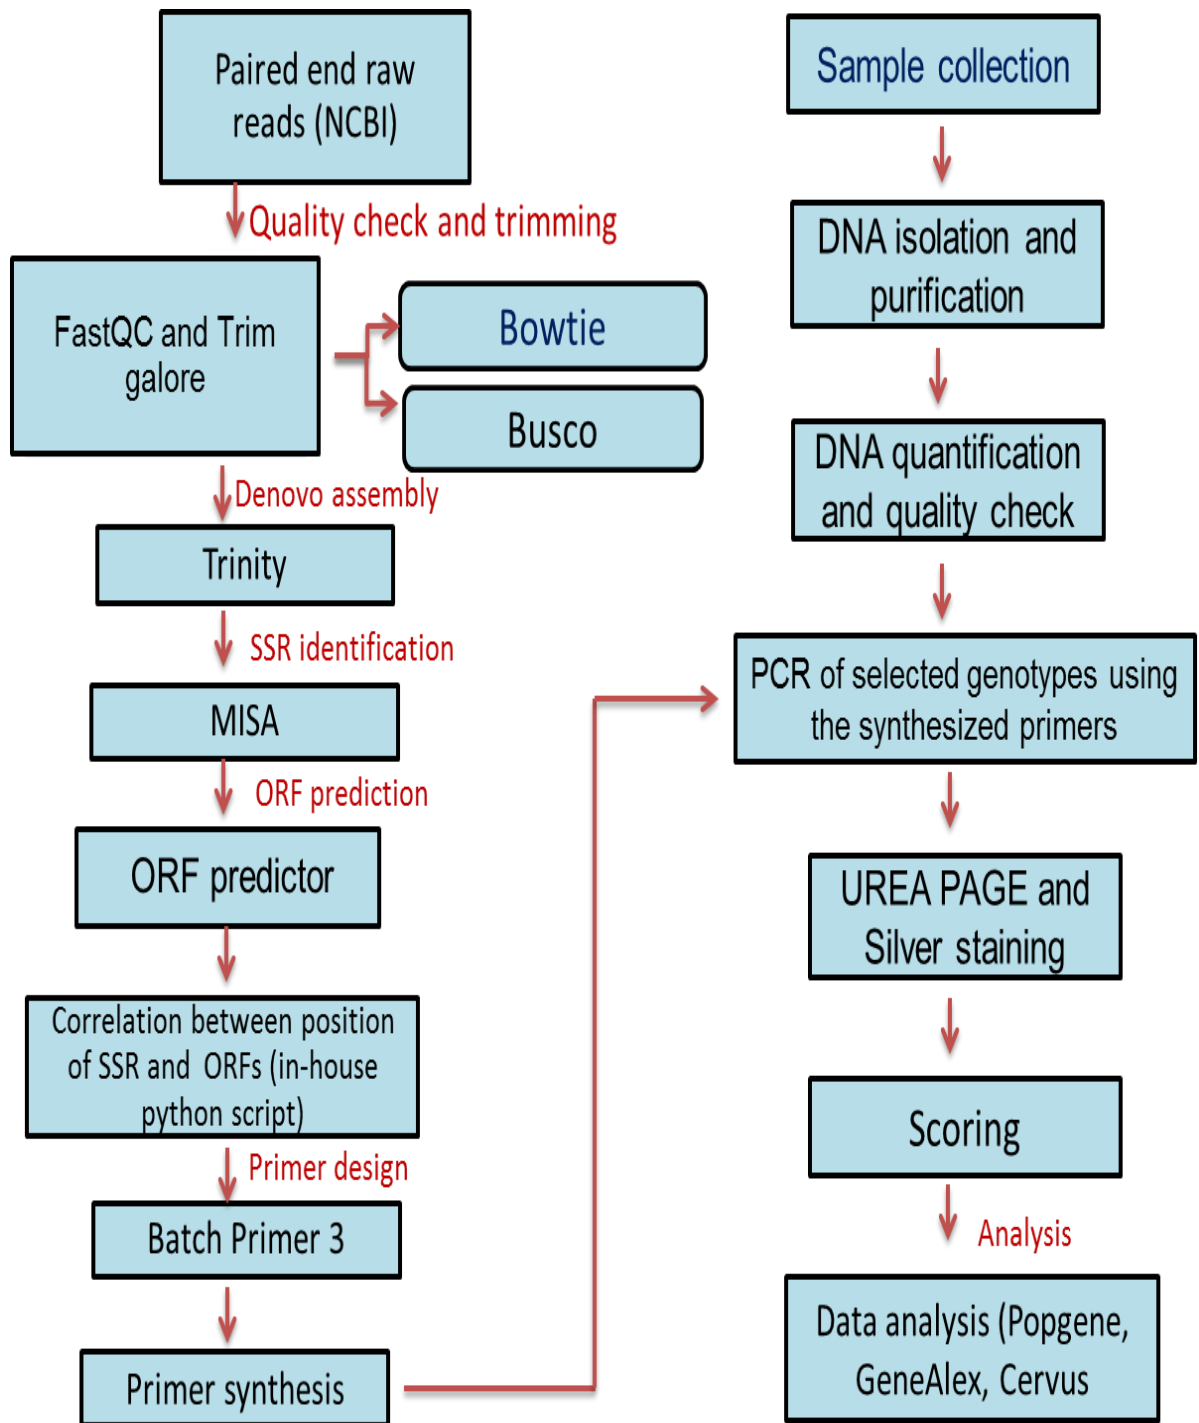 Paired end raw
reads (NCBI)
Quality check and trimming
FastQC and Trim
galore
Bowtie
Busco
Denovo assembly
Trinity
SSR identification
MISA
ORF prediction
ORF predictor
Correlation between position
of SSR and ORFs (in-house
python script)
Primer design
Batch Primer 3
Primer synthesis
Sample collection
DNA isolation and
purification
DNA quantification
and quality check
PCR of selected genotypes using
the synthesized primers
UREA PAGE and
Silver staining
Scoring
Analysis
Data analysis (Popgene,
GeneAlex, Cervus